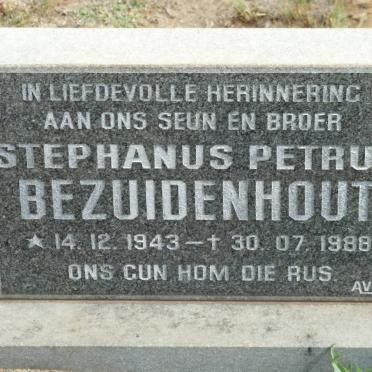 IN LIEFDEVOLLE HERINNERING
AAN ONS SEUN EN BROER
STEPHANUS PETRU
BEZUIDENHOUT
★ 14. 12. 1943 – † 30. 07. 1988
ONS GUN HOM DIE RUS.
AV